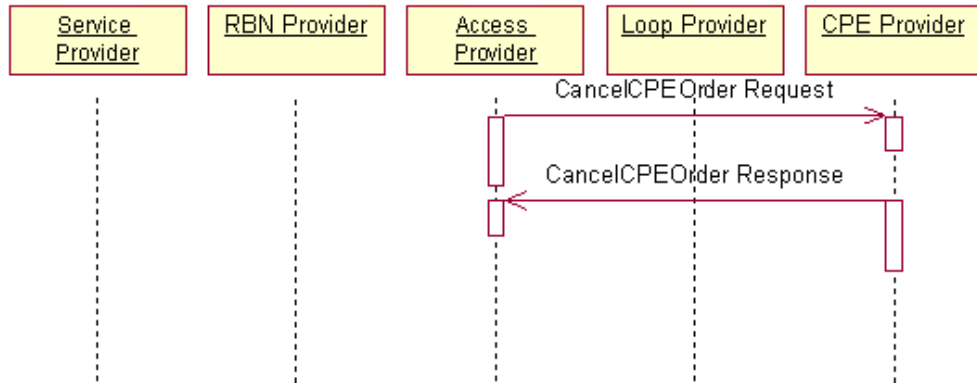 Service
Provider
RBN Provider
Access
Provider
Loop Provider
CPE Provider
CancelCPEOrder Request
CancelCPEOrder Response